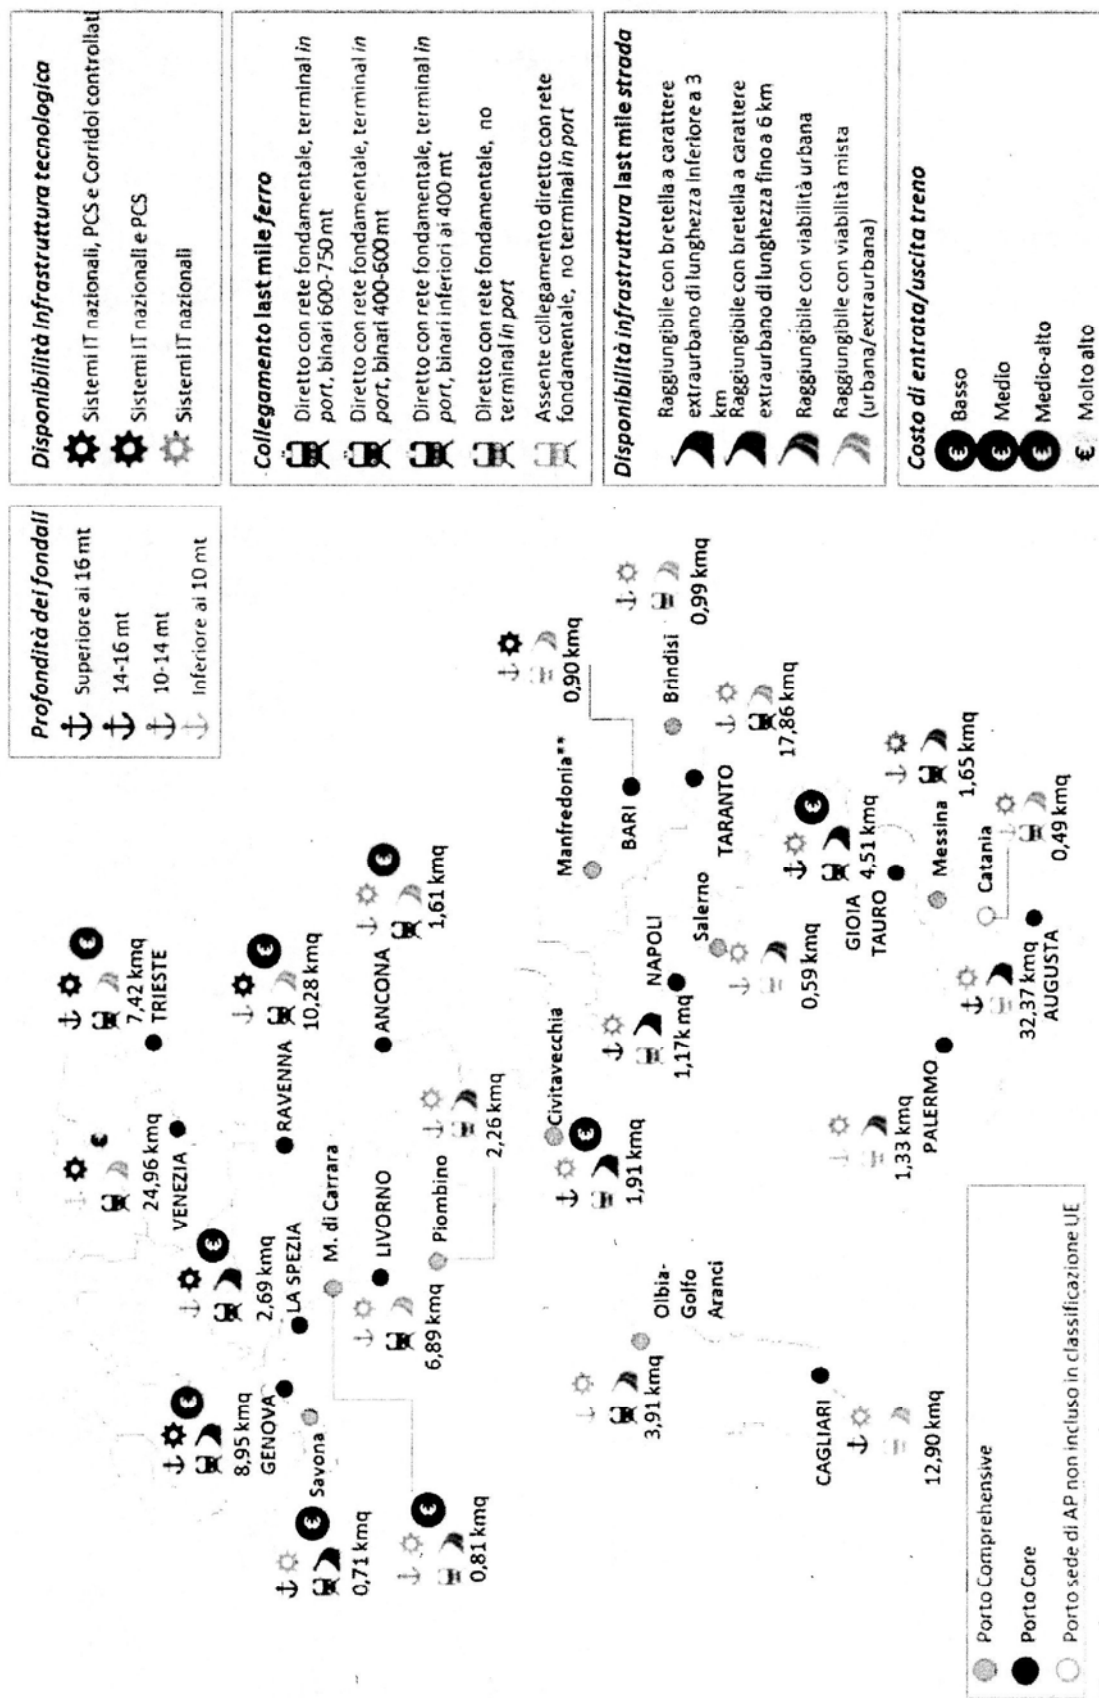 Profondità dei fondali
Superiore ai 16 mt
14-16 mt
10-14 mt
Inferiore ai 10 mt
Disponibilità infrastruttura tecnologica
Sistemi IT nazionali, PCS e Corridoi controllati
Sistemi IT nazionali e PCS
Sistemi IT nazionali
Collegamento last mile ferro
Diretto con rete fondamentale, terminal in
port, binari 600-750 mt
Diretto con rete fondamentale, terminal in
port, binari 400-600 mt
Diretto con rete fondamentale, terminal in
port, binari inferiori ai 400 mt
Diretto con rete fondamentale, no
terminal in port
Assente collegamento diretto con rete
fondamentale, no terminal in port
Disponibilità infrastruttura last mile strada
Raggiungibile con bretella a carattere
extraurbano di lunghezza inferiore a 3
km
Raggiungibile con bretella a carattere
extraurbano di lunghezza fino a 6 km
Raggiungibile con viabilità urbana
Raggiungibile con viabilità mista
(urbana/extraurbana)
Costo di entrata/uscita treno
€ Basso
€ Medio
€ Medio-alto
€ Molto alto
€
7,42 kmq
TRIESTE
€
24,96 kmq
VENEZIA
€
10,28 kmq
RAVENNA
€
1,61 kmq
ANCONA
€
2,69 kmq
LA SPEZIA
€
8,95 kmq
GENOVA
Savona
€
0,71 kmq
M. di Carrara
€
0,81 kmq
LIVORNO
6,89 kmq
Piombino
2,26 kmq
Civitavecchia
€
1,91 kmq
Olbia-
Golfo
Aranci
3,91 kmq
CAGLIARI
12,90 kmq
NAPOLI
1,17k mq
Salerno
0,59 kmq
Manfredonia**
BARI
0,90 kmq
Brindisi
0,99 kmq
TARANTO
17,86 kmq
€
4,51 kmq
GIOIA
TAURO
Messina
1,65 kmq
Catania
0,49 kmq
32,37 kmq
AUGUSTA
PALERMO
1,33 kmq
Porto Comprehensive
Porto Core
Porto sede di AP non incluso in classificazione UE